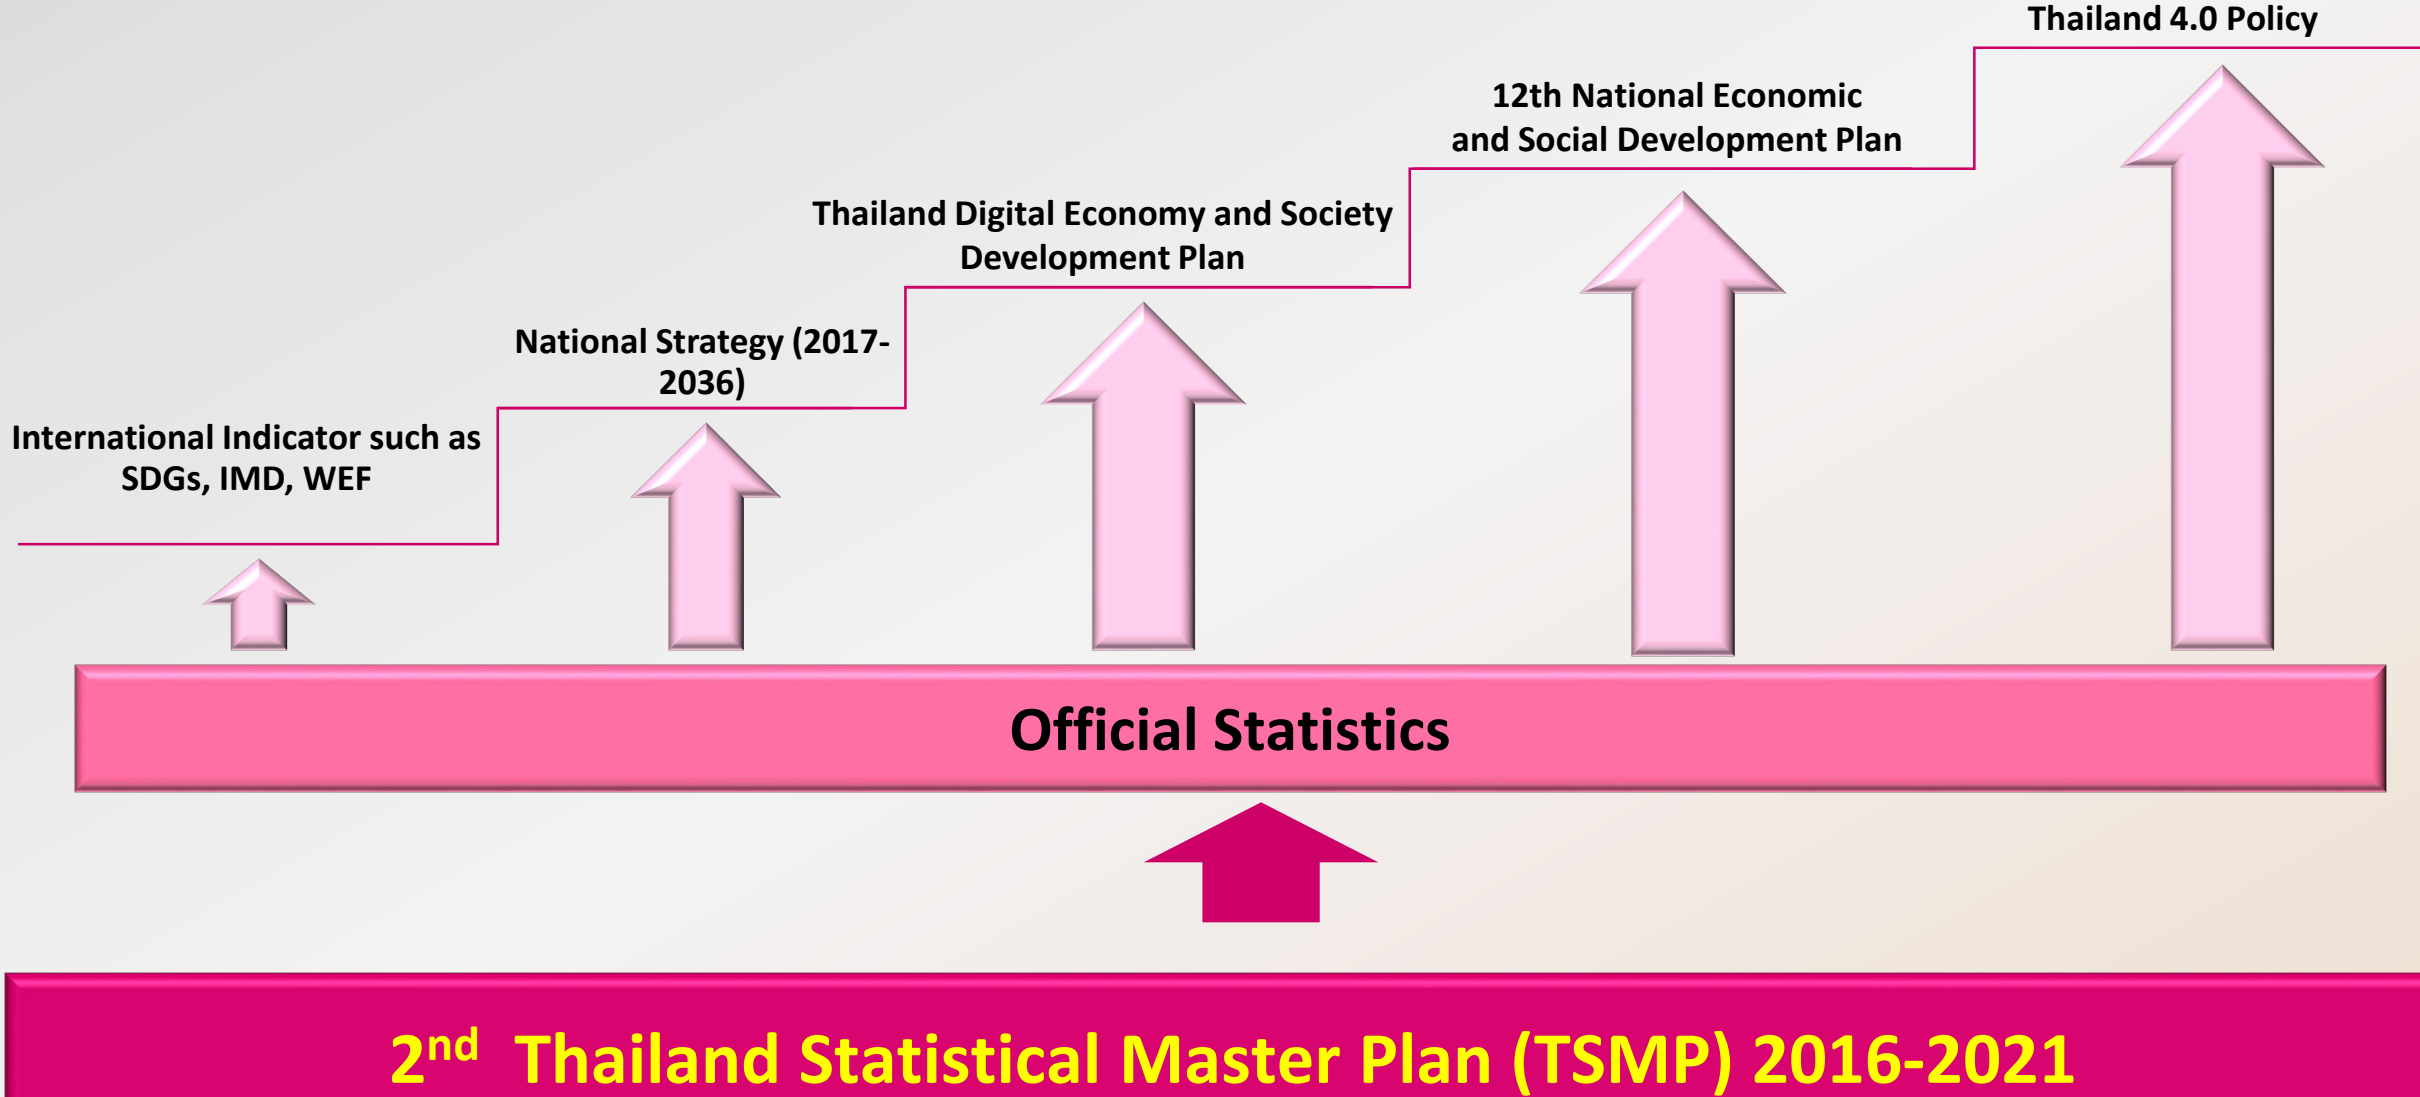 Thailand 4.0 Policy
12th National Economic
and Social Development Plan
Thailand Digital Economy and Society
Development Plan
National Strategy (2017-
2036)
International Indicator such as
SDGs, IMD, WEF
Official Statistics
2nd Thailand Statistical Master Plan (TSMP) 2016-2021